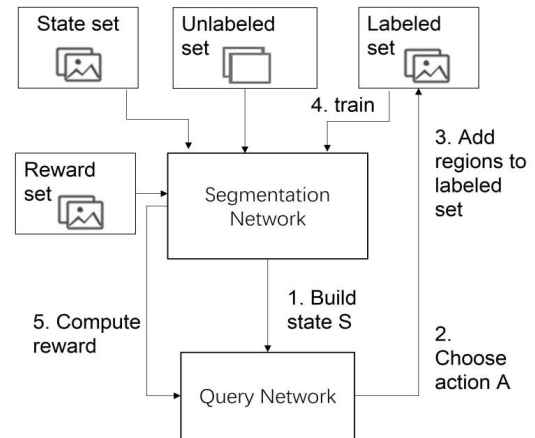 State set
Unlabeled
set
Labeled
set
4. train
3. Add
regions to
labeled
set
Reward
set
Segmentation
Network
1. Build
state S
5. Compute
reward
2.
Choose
action A
Query Network